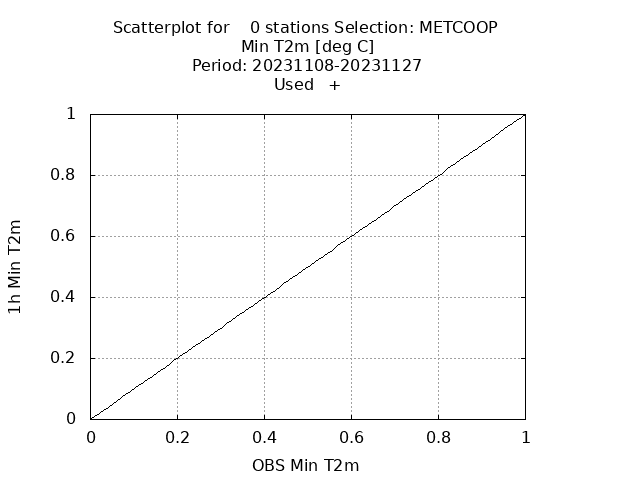 Scatterplot for    0 stations Selection: METCOOP
Min T2m [deg C]
Period: 20231108-20231127
Used   +
1
0.8
0.6
0.4
0.2
0
1h Min T2m
0 0.2 0.4 0.6 0.8 1
OBS Min T2m